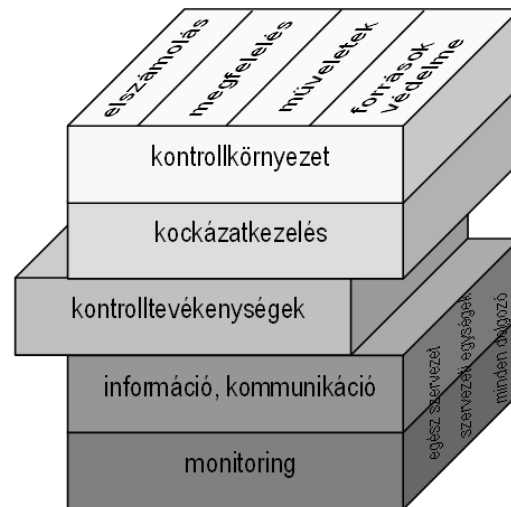 elszámolás
megfelelés
műveletek
források
védelme
kontrollkörnyezet
kockázatkezelés
kontrolltevékenységek
információ, kommunikáció
monitoring
egész szervezet
szervezeti egységek
minden dolgozó